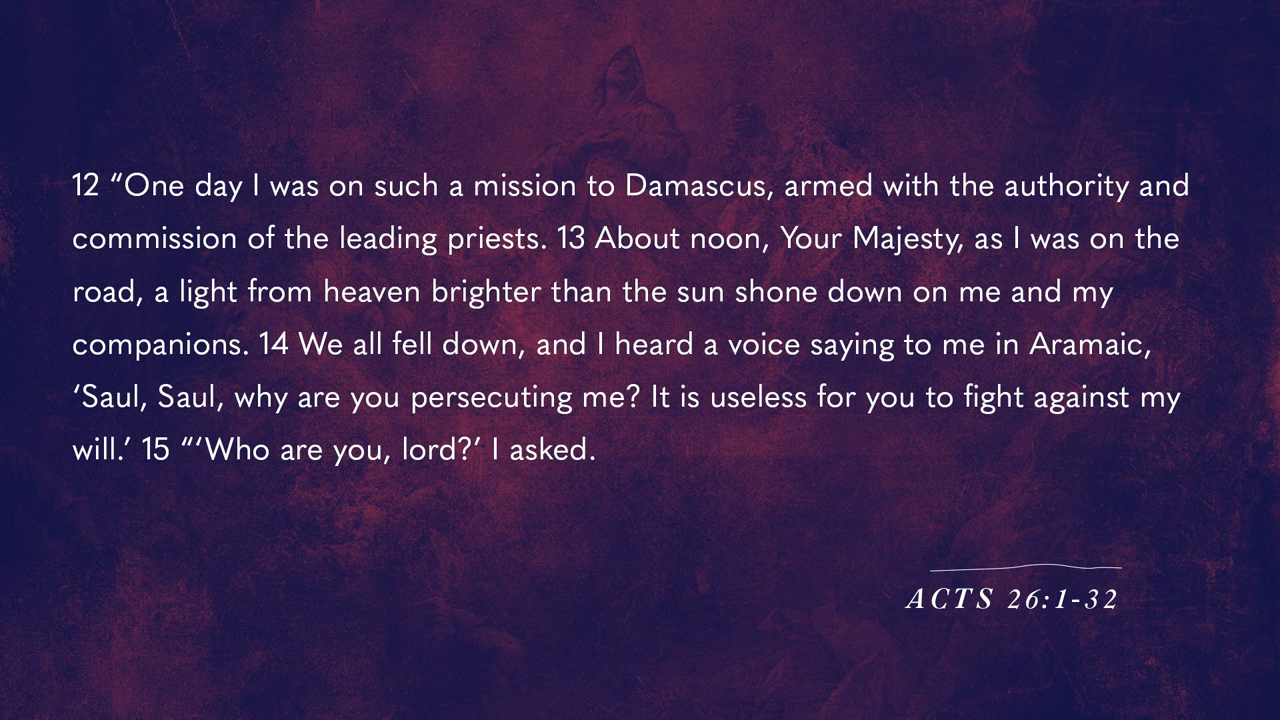 12 “One day I was on such a mission to Damascus, armed with the authority and
commission of the leading priests. 13 About noon, Your Majesty, as I was on the
road, a light from heaven brighter than the sun shone down on me and my
companions. 14 We all fell down, and I heard a voice saying to me in Aramaic,
‘Saul, Saul, why are you persecuting me? It is useless for you to fight against my
will.’ 15 “‘Who are you, lord?’ I asked.
ACTS 26:1-32